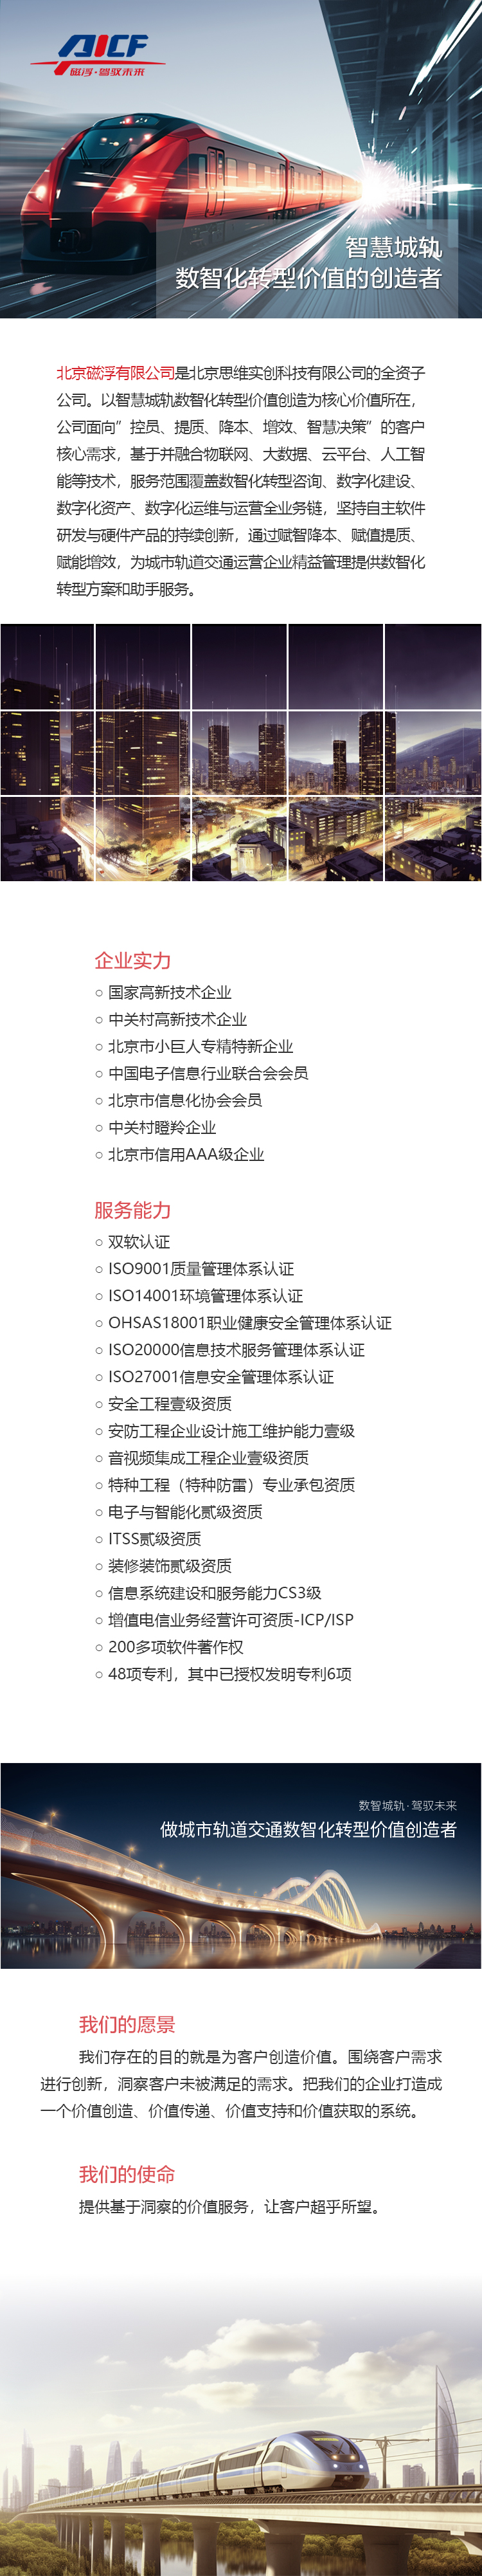 AICF
磁浮·驾驭未来
智慧城轨
数智化转型价值的创造者
北京磁浮有限公司是北京思维实创科技有限公司的全资子
公司。以智慧城轨数智化转型价值创造为核心价值所在，
公司面向”控员、提质、降本、增效、智慧决策”的客户
核心需求，基于并融合物联网、大数据、云平台、人工智
能等技术，服务范围覆盖数智化转型咨询、数字化建设、
数字化资产、数字化运维与运营全业务链，坚持自主软件
研发与硬件产品的持续创新，通过赋智降本、赋值提质、
赋能增效，为城市轨道交通运营企业精益管理提供数智化
转型方案和助手服务。
企业实力
○ 国家高新技术企业
○ 中关村高新技术企业
○ 北京市小巨人专精特新企业
○ 中国电子信息行业联合会会员
○ 北京市信息化协会会员
○ 中关村瞪羚企业
○ 北京市信用AAA级企业
服务能力
○ 双软认证
○ ISO9001质量管理体系认证
○ ISO14001环境管理体系认证
○ OHSAS18001职业健康安全管理体系认证
○ ISO20000信息技术服务管理体系认证
○ ISO27001信息安全管理体系认证
○ 安全工程壹级资质
○ 安防工程企业设计施工维护能力壹级
○ 音视频集成工程企业壹级资质
○ 特种工程（特种防雷）专业承包资质
○ 电子与智能化贰级资质
○ ITSS贰级资质
○ 装修装饰贰级资质
○ 信息系统建设和服务能力CS3级
○ 增值电信业务经营许可资质-ICP/ISP
○ 200多项软件著作权
○ 48项专利，其中已授权发明专利6项
数智城轨·驾驭未来
做城市轨道交通数智化转型价值创造者
我们的愿景
我们存在的目的就是为客户创造价值。围绕客户需求
进行创新，洞察客户未被满足的需求。把我们的企业打造成
一个价值创造、价值传递、价值支持和价值获取的系统。
我们的使命
提供基于洞察的价值服务，让客户超乎所望。